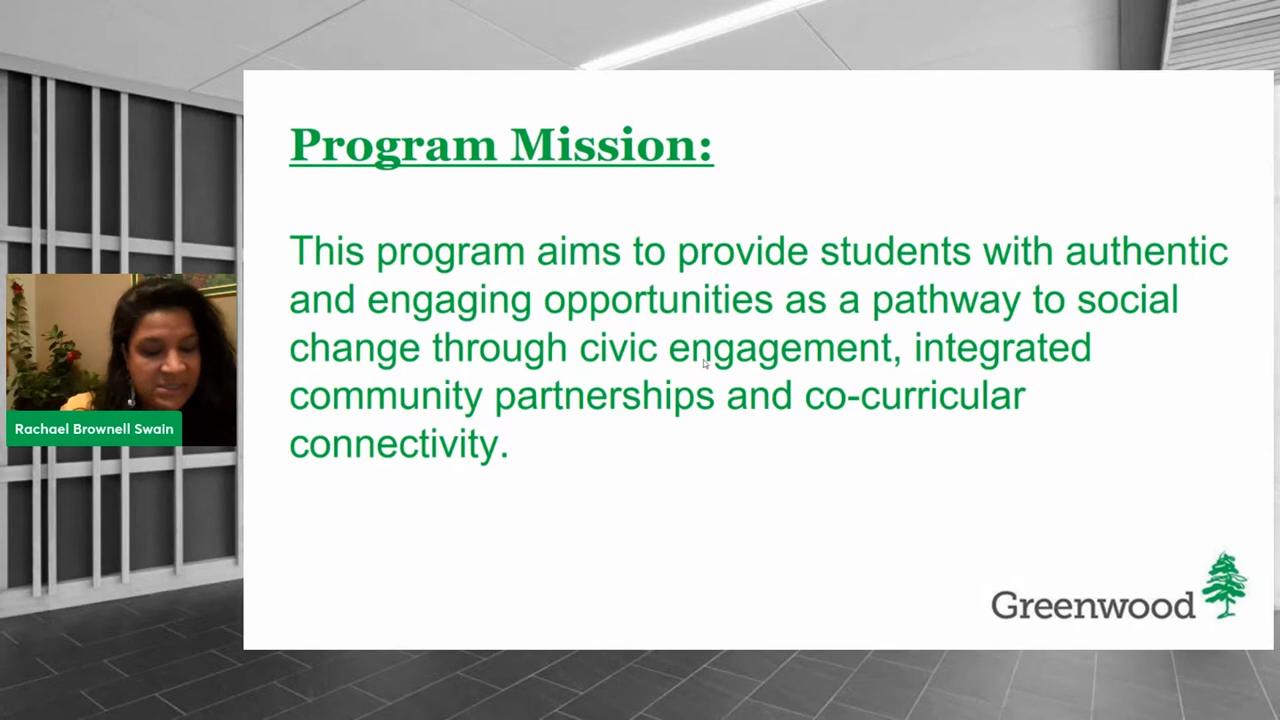 Program Mission:
This program aims to provide students with authentic
and engaging opportunities as a pathway to social
change through civic engagement, integrated
community partnerships and co-curricular
connectivity.
Rachael Brownell Swain
Greenwood